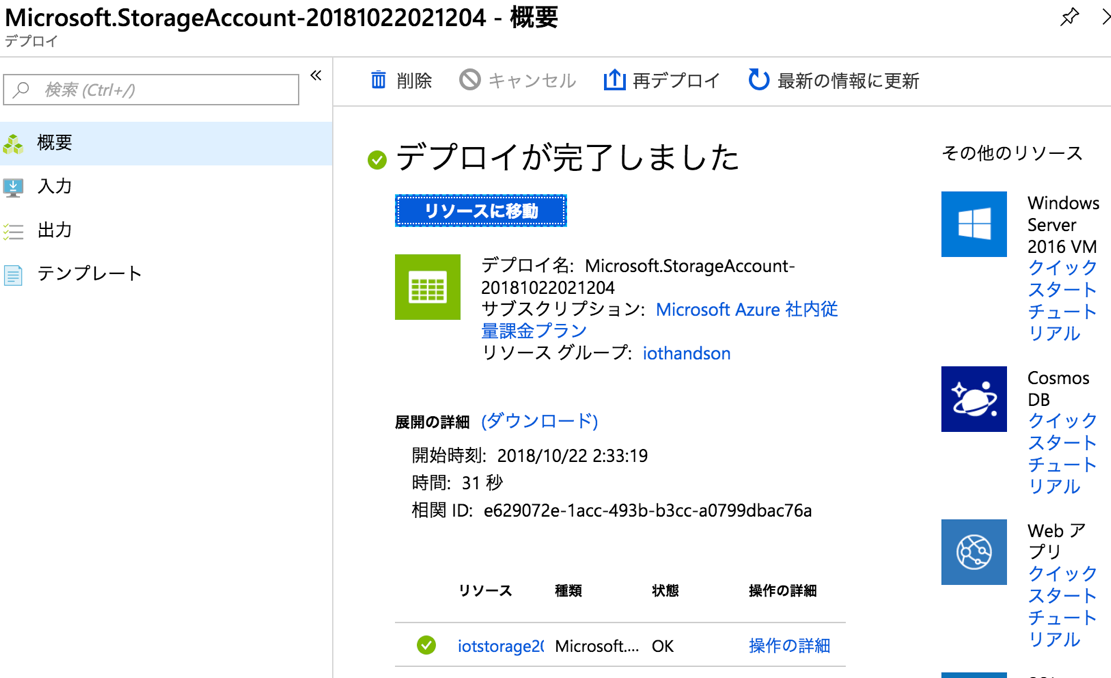 Microsoft.StorageAccount-20181022021204 - 概要
デプロイ
検索 (Ctrl+/)
«
概要
入力
出力
テンプレート
削除
キャンセル
再デプロイ
最新の情報に更新
デプロイが完了しました
リソースに移動
デプロイ名: Microsoft.StorageAccount-
20181022021204
サブスクリプション: Microsoft Azure 社内従
量課金プラン
リソース グループ: iothandson
展開の詳細 (ダウンロード)
開始時刻: 2018/10/22 2:33:19
時間: 31 秒
相関 ID: e629072e-1acc-493b-b3cc-a0799dbac76a
リソース 種類 状態 操作の詳細
iotstorage20 Microsoft.... OK 操作の詳細
その他のリソース
Windows
Server
2016 VM
クイック
スタート
チュート
リアル
Cosmos
DB
クイック
スタート
チュート
リアル
Web ア
プリ
クイック
スタート
チュート
リアル